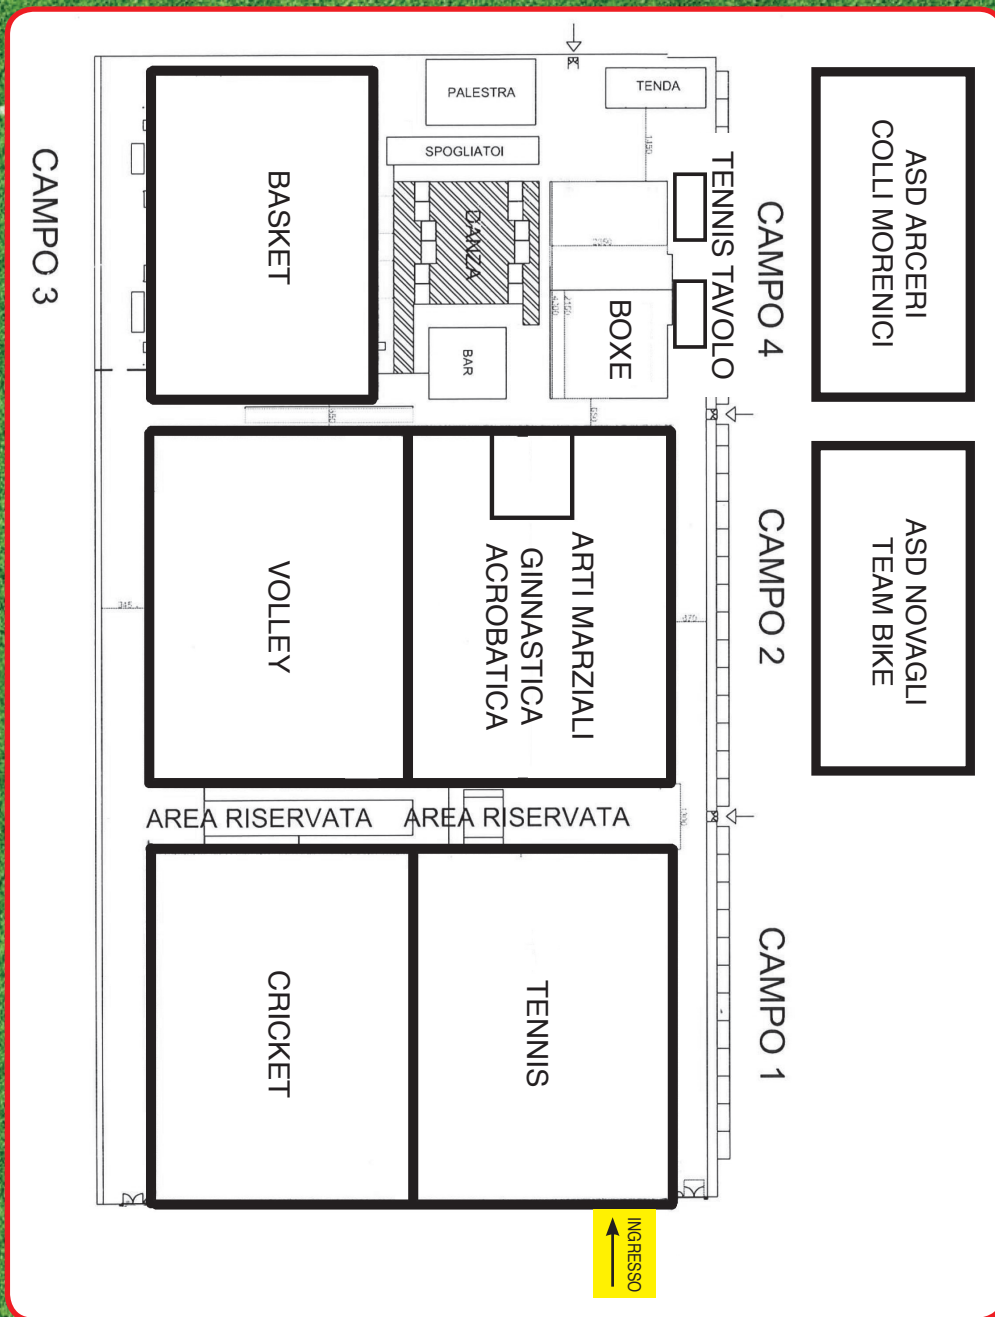 PALESTRA
TENDA
SPOGLIATOI
DANZA
BAR
BASKET
BOXE
TENNIS TAVOLO
CAMPO 3
CAMPO 4
ASD ARCERI
COLLI MORENICI
VOLLEY
ARTI MARZIALI
GINNASTICA
ACROBATICA
CAMPO 2
ASD NOVAGLI
TEAM BIKE
AREA RISERVATA
AREA RISERVATA
CRICKET
TENNIS
CAMPO 1
INGRESSO